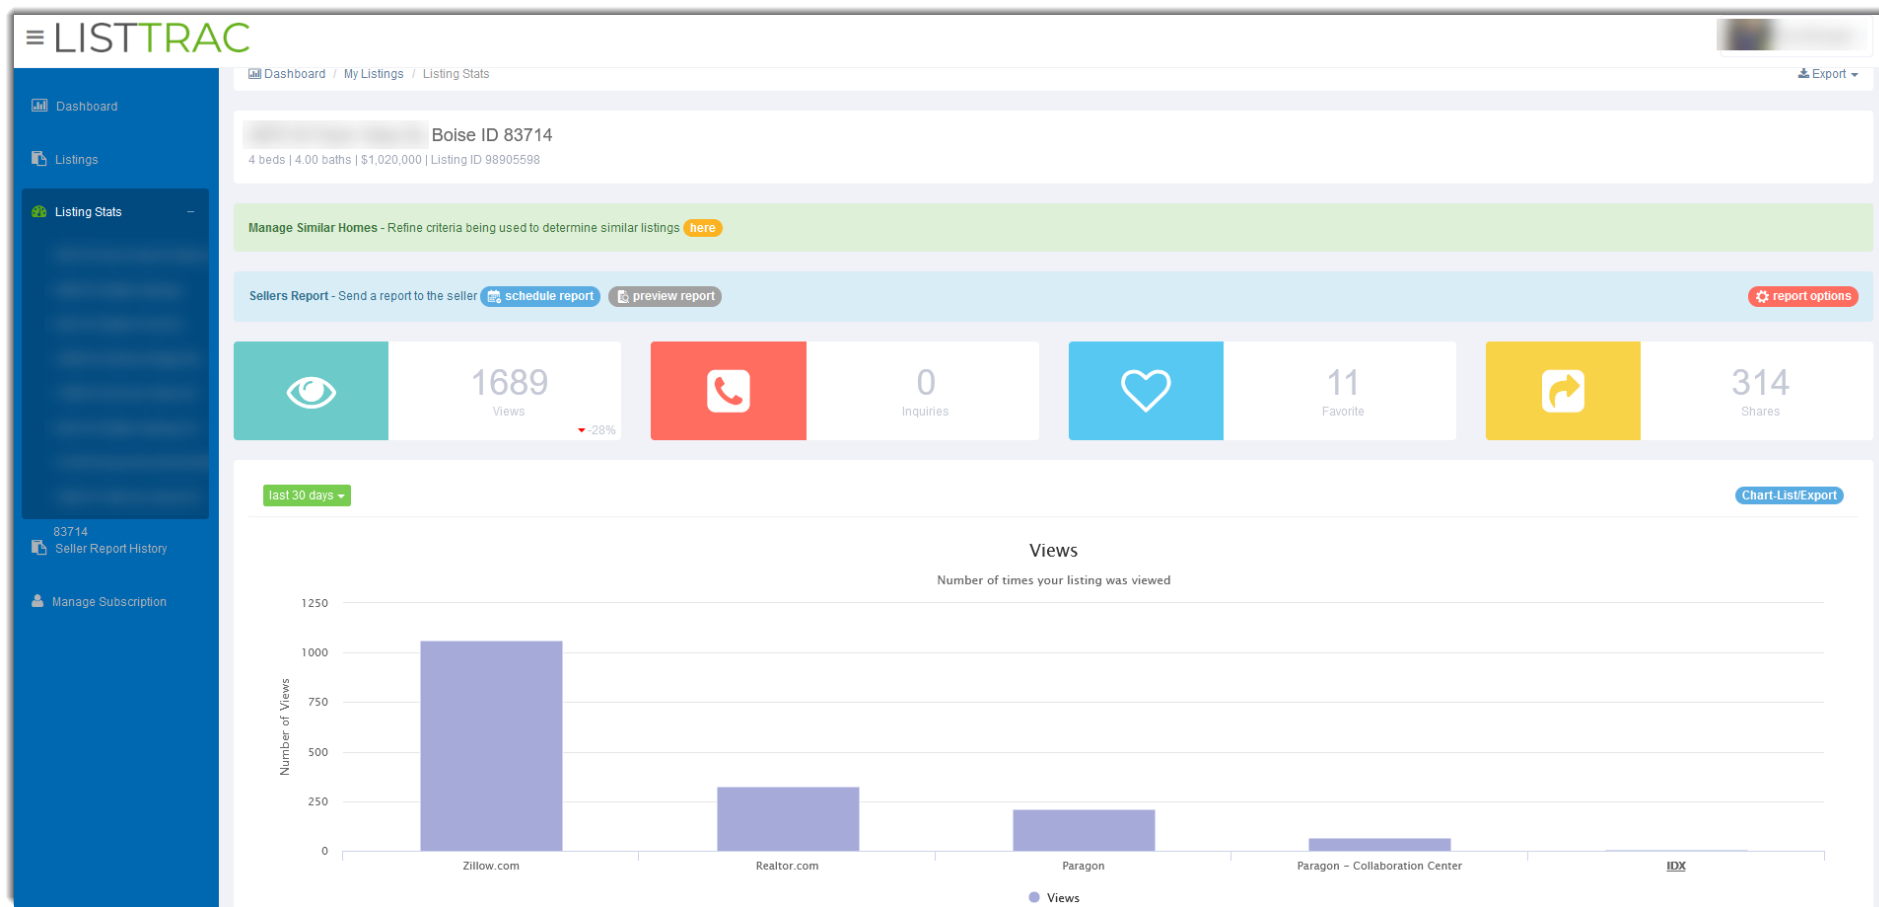 LISTTRAC
Dashboard / My Listings / Listing Stats
Export
Dashboard
Listings
Listing Stats
83714
Seller Report History
Manage Subscription
Boise ID 83714
4 beds | 4.00 baths | $1,020,000 | Listing ID 98905598
Manage Similar Homes - Refine criteria being used to determine similar listings here
Sellers Report - Send a report to the seller schedule report preview report report options
1689
Views
-28%
0
Inquiries
11
Favorite
314
Shares
last 30 days
Chart-List/Export
Views
Number of times your listing was viewed
Number of Views
1250
1000
750
500
250
0
Zillow.com Realtor.com Paragon Paragon - Collaboration Center IDX
Views